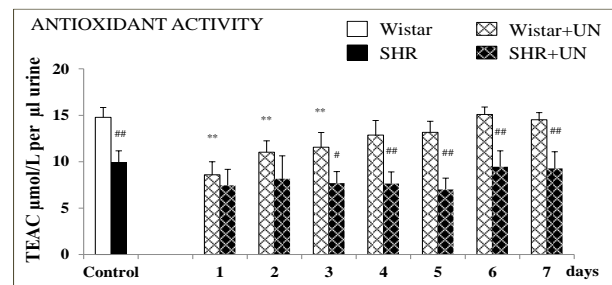 ANTIOXIDANT ACTIVITY
Wistar
Wistar+UN
SHR
SHR+UN
TEAC µmol/L per µl urine
20
15
10
5
0
##
**
**
**
#
##
##
##
##
Control
1
2
3
4
5
6
7
days